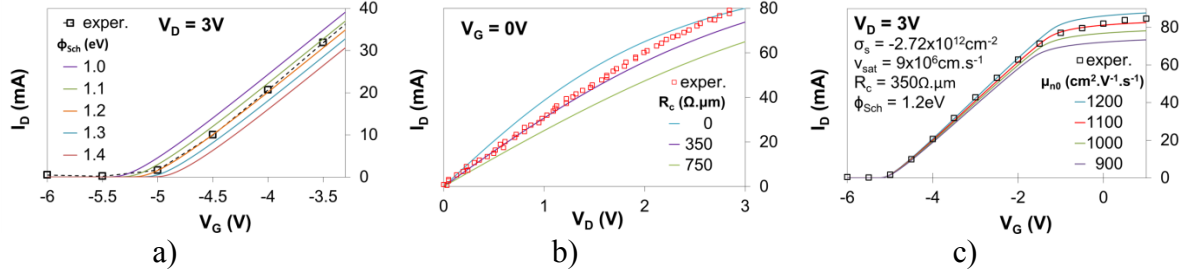 V_D = 3V
exper.
ϕ_Sch (eV)
1.0
1.1
1.2
1.3
1.4
I_D (mA)
40
30
20
10
0
-6 -5.5 -5 -4.5 -4 -3.5
V_G (V)
a)
V_G = 0V
exper.
R_c (Ω.μm)
0
350
750
I_D (mA)
80
60
40
20
0
0 1 2 3
V_D (V)
b)
V_D = 3V
σ_s = -2.72x10^12cm^-2
v_sat = 9x10^6cm.s^-1
R_c = 350Ω.μm
ϕ_Sch = 1.2eV
exper.
μ_n0 (cm^2.V^-1.s^-1)
1200
1100
1000
900
I_D (mA)
80
60
40
20
0
-6 -4 -2 0
V_G (V)
c)